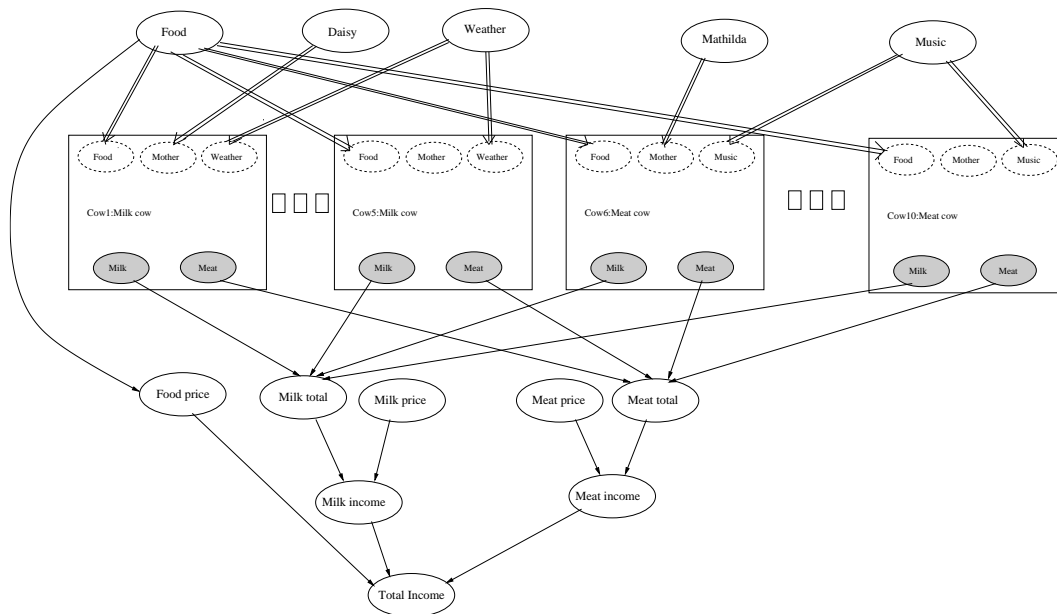 Food
Daisy
Weather
Mathilda
Music
Food
Mother
Weather
Food
Mother
Weather
Food
Mother
Music
Food
Mother
Music
Cow1:Milk cow
Cow5:Milk cow
Cow6:Meat cow
Cow10:Meat cow
Milk
Meat
Milk
Meat
Milk
Meat
Milk
Meat
Food price
Milk total
Milk price
Meat price
Meat total
Milk income
Meat income
Total Income